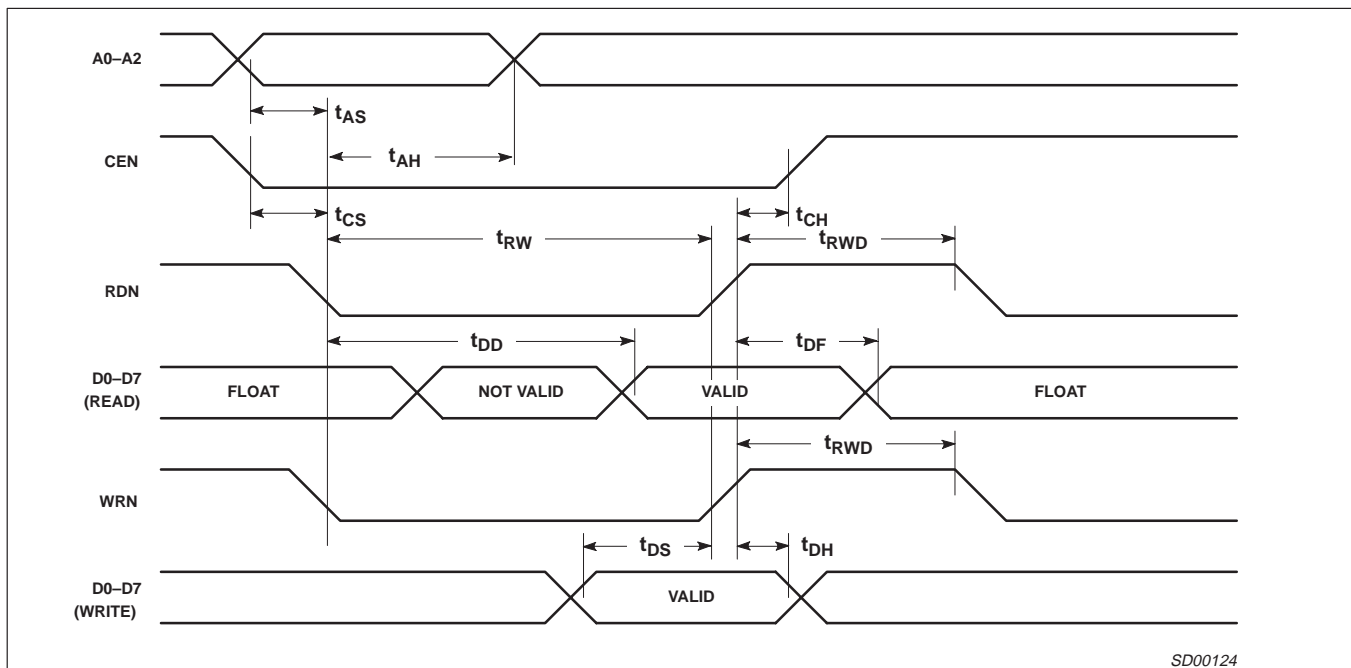 A0–A2
tAS
CEN
tAH
tCS
tCH
tRW
tRWD
RDN
tDD
tDF
D0–D7
(READ)
FLOAT
NOT VALID
VALID
FLOAT
tRWD
WRN
tDS
tDH
D0–D7
(WRITE)
VALID
SD00124